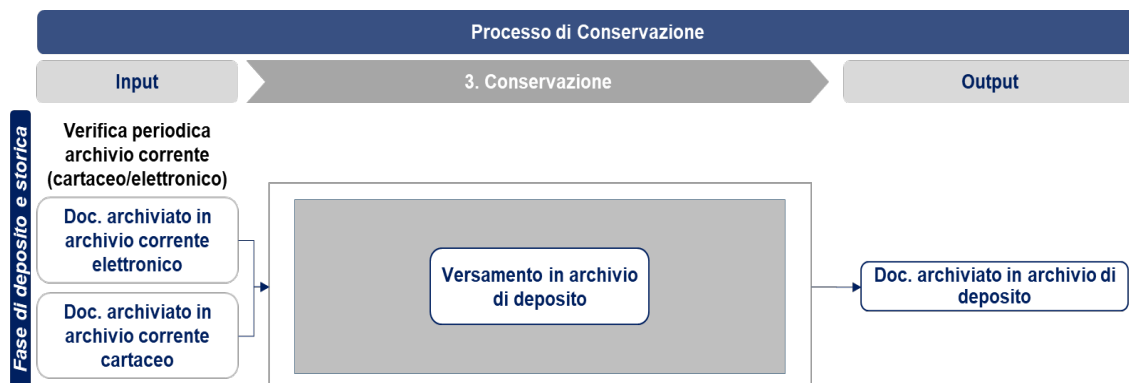 Processo di Conservazione
Input
3. Conservazione
Output
Fase di deposito e storica
Verifica periodica
archivio corrente
(cartaceo/elettronico)
Doc. archiviato in
archivio corrente
elettronico
Doc. archiviato in
archivio corrente
cartaceo
Versamento in archivio
di deposito
Doc. archiviato in archivio di
deposito